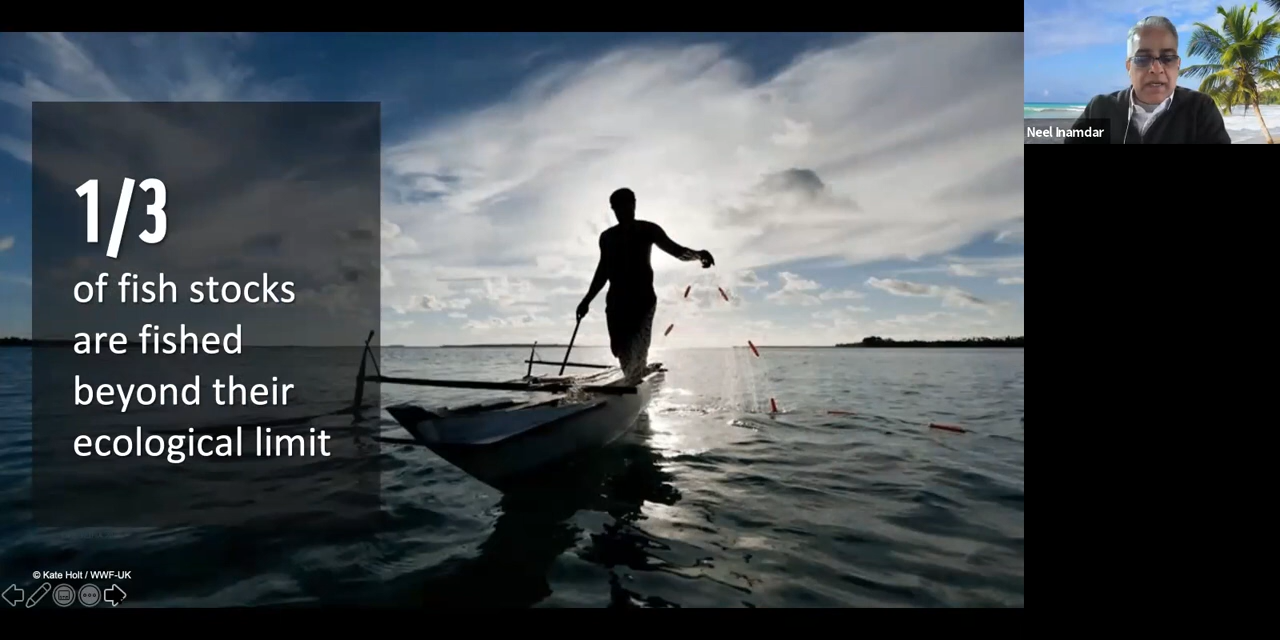 1/3
of fish stocks
are fished
beyond their
ecological limit
© Kate Holt / WWF-UK
Neel Inamdar